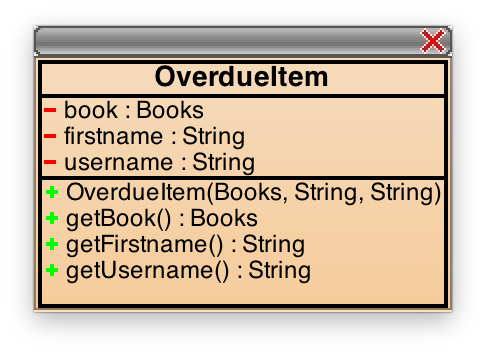 OverdueItem
- book : Books
- firstname : String
- username : String
+ OverdueItem(Books, String, String)
+ getBook() : Books
+ getFirstname() : String
+ getUsername() : String